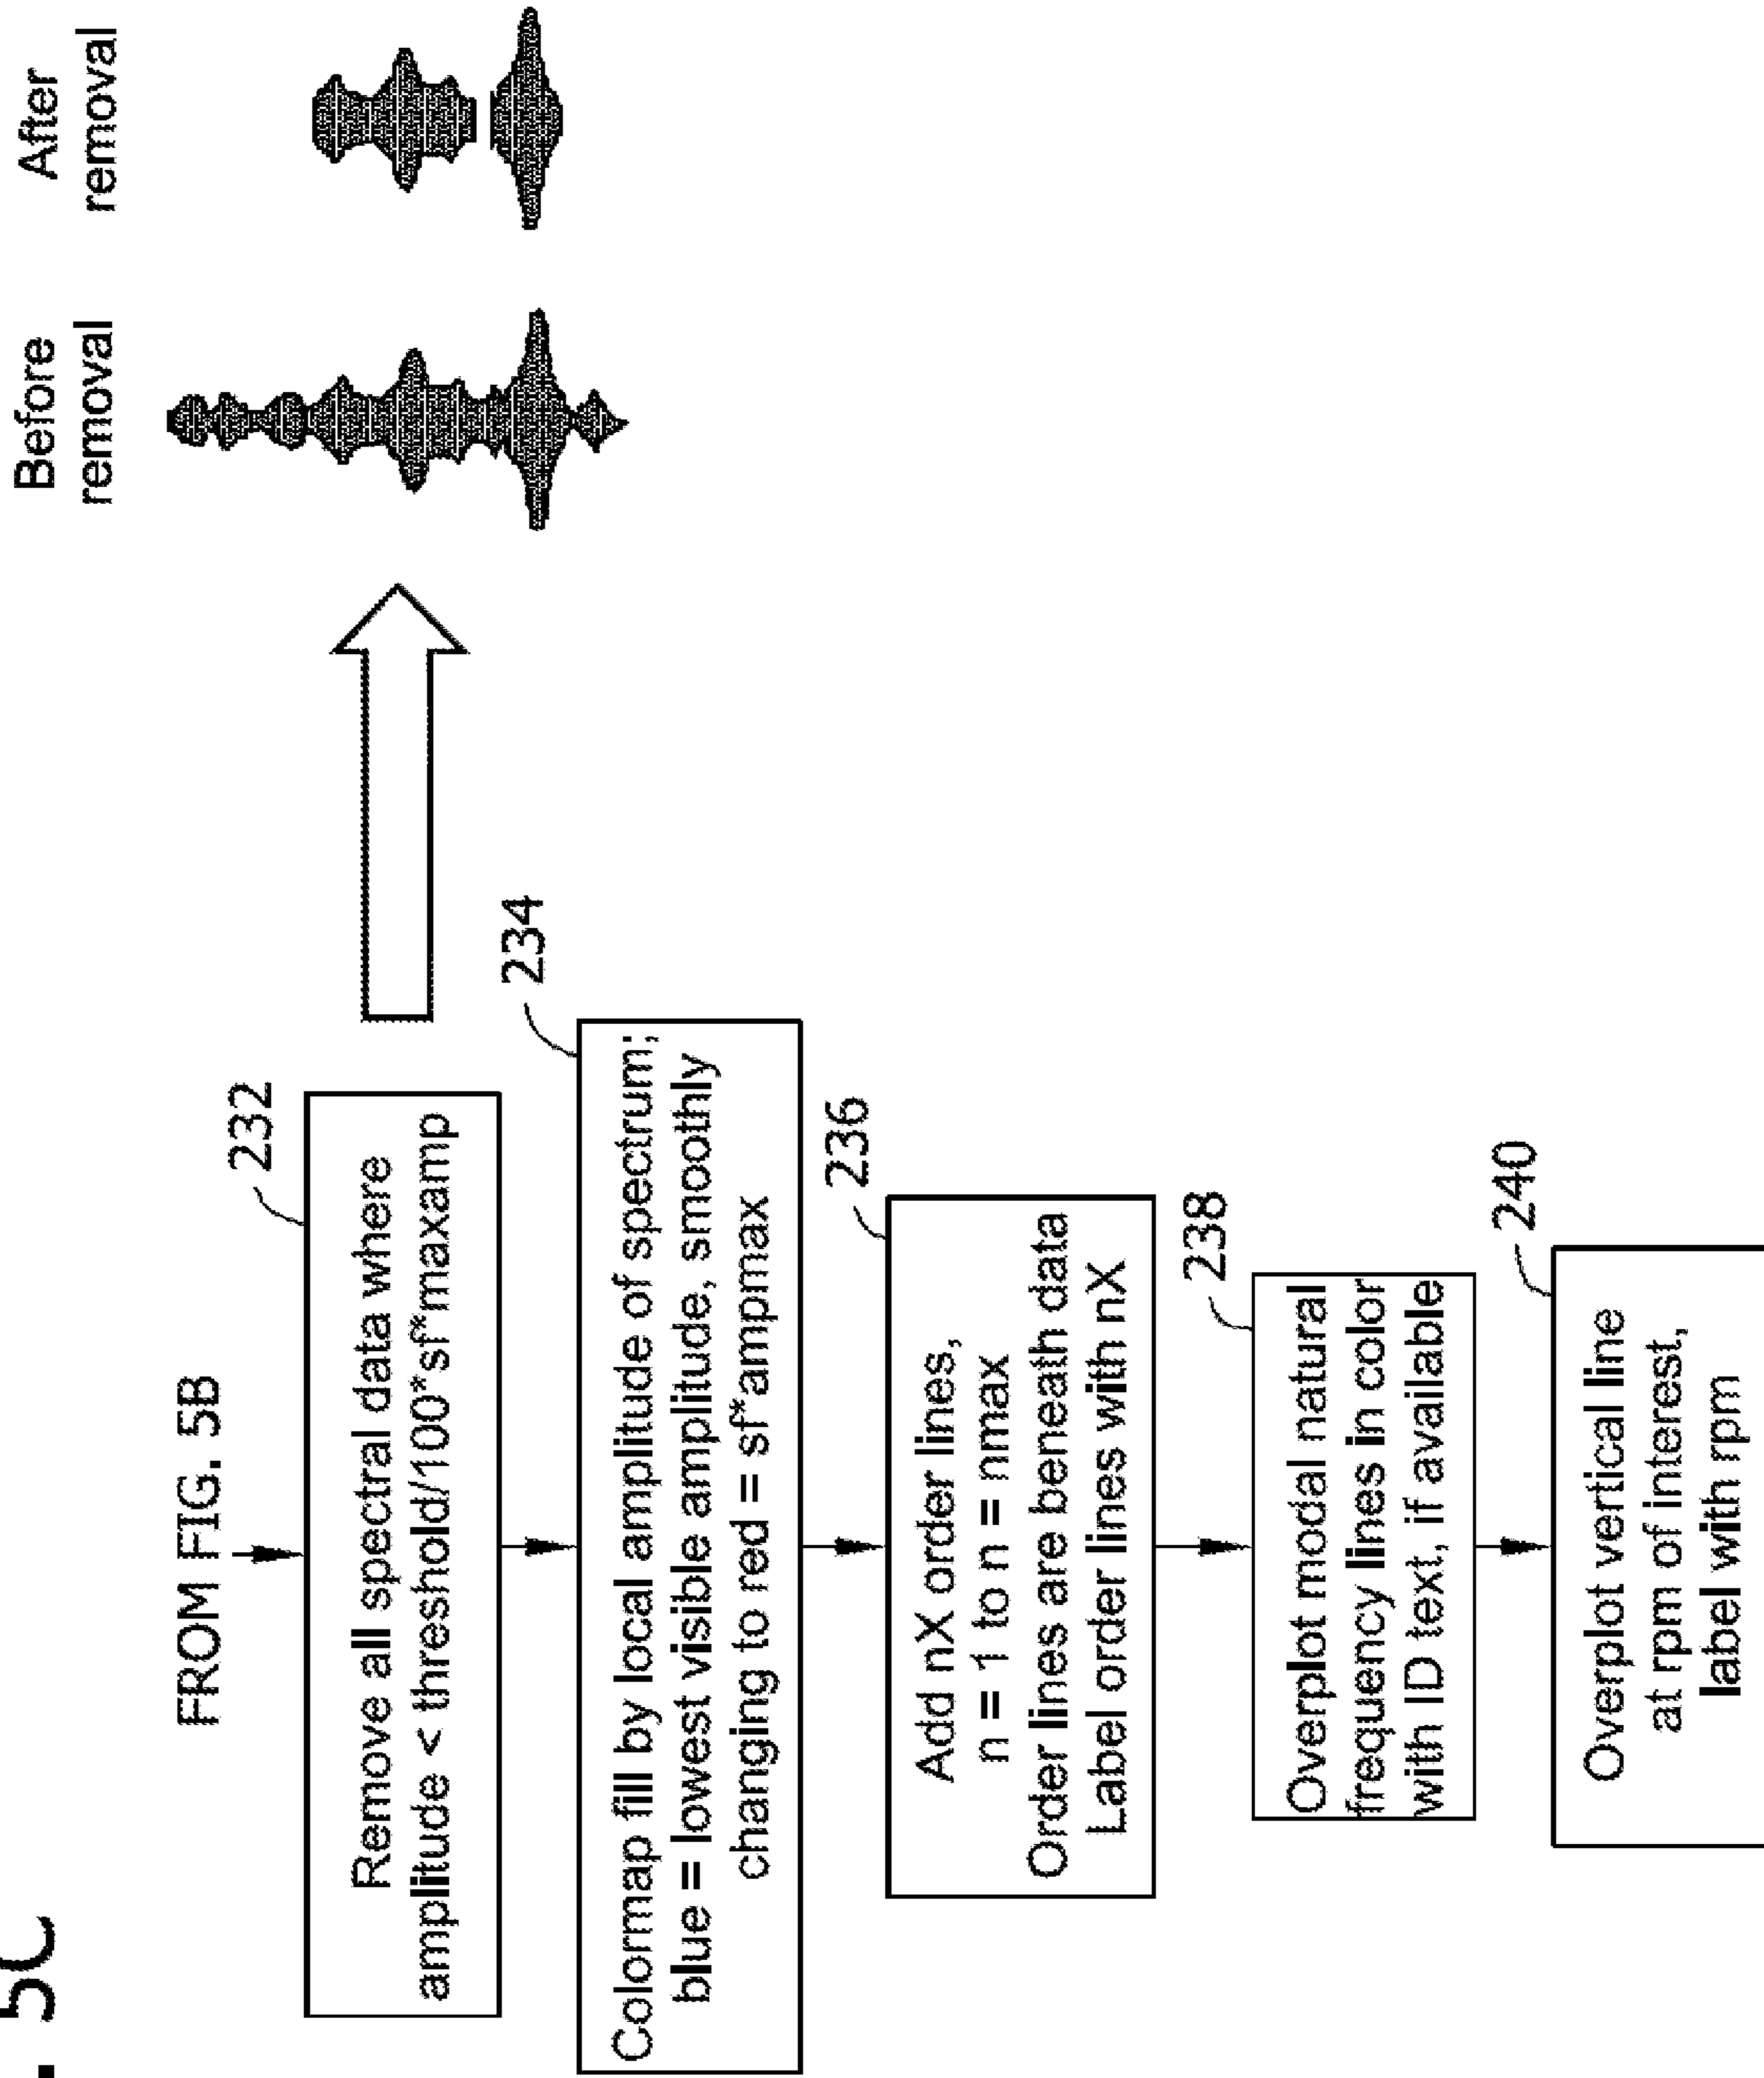 . 5C
FROM FIG. 5B
232
Remove all spectral data where
amplitude < threshold/100*sf*maxamp
Before
removal
After
removal
234
Colormap fill by local amplitude of spectrum;
blue = lowest visible amplitude, smoothly
changing to red = sf*ampmax
236
Add nX order lines,
n = 1 to n = nmax
Order lines are beneath data
Label order lines with nX
238
Overplot modal natural
frequency lines in color
with ID text, if available
240
Overplot vertical line
at rpm of interest,
label with rpm